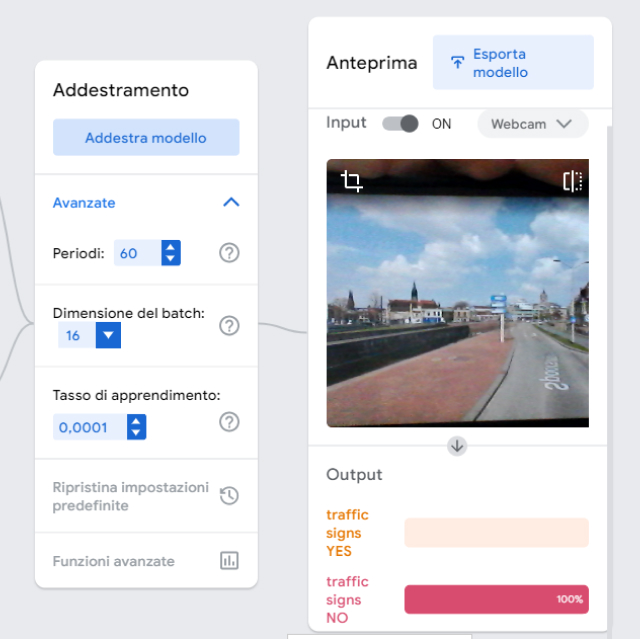 Addestramento
Addestra modello
Avanzate
Periodi: 60
Dimensione del batch:
16
Tasso di apprendimento:
0,0001
Ripristina impostazioni
predefinite
Funzioni avanzate
Anteprima
Esporta
modello
Input ON Webcam
Output
traffic
signs
YES
traffic
signs
NO
100%